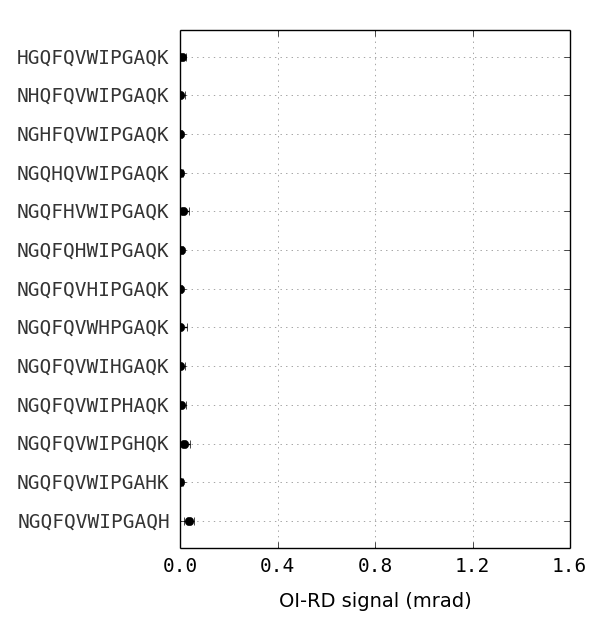 HGQFQVWIPGAQK
NHQFQVWIPGAQK
NGHFQVWIPGAQK
NGQHQVWIPGAQK
NGQFHVWIPGAQK
NGQFQHWIPGAQK
NGQFQVHIPGAQK
NGQFQVWHPGAQK
NGQFQVWIHGAQK
NGQFQVWIPHAQK
NGQFQVWIPGHQK
NGQFQVWIPGAHK
NGQFQVWIPGAQH
0.0 0.4 0.8 1.2 1.6
OI-RD signal (mrad)